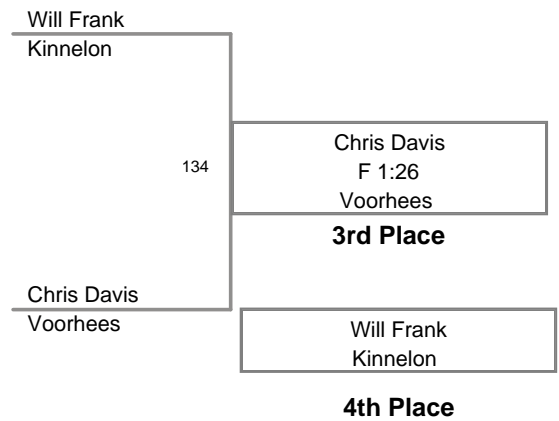 Will Frank
Kinnelon
134
Chris Davis
F 1:26
Voorhees
3rd Place
Chris Davis
Voorhees
Will Frank
Kinnelon
4th Place